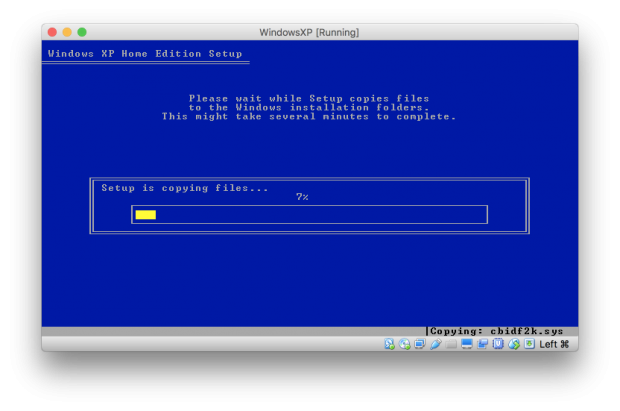 WindowsXP [Running]
Windows XP Home Edition Setup
Please wait while Setup copies files
to the Windows installation folders.
This might take several minutes to complete.
Setup is copying files...
7%
|Copying: cbidf2k.sys
Left ⌘